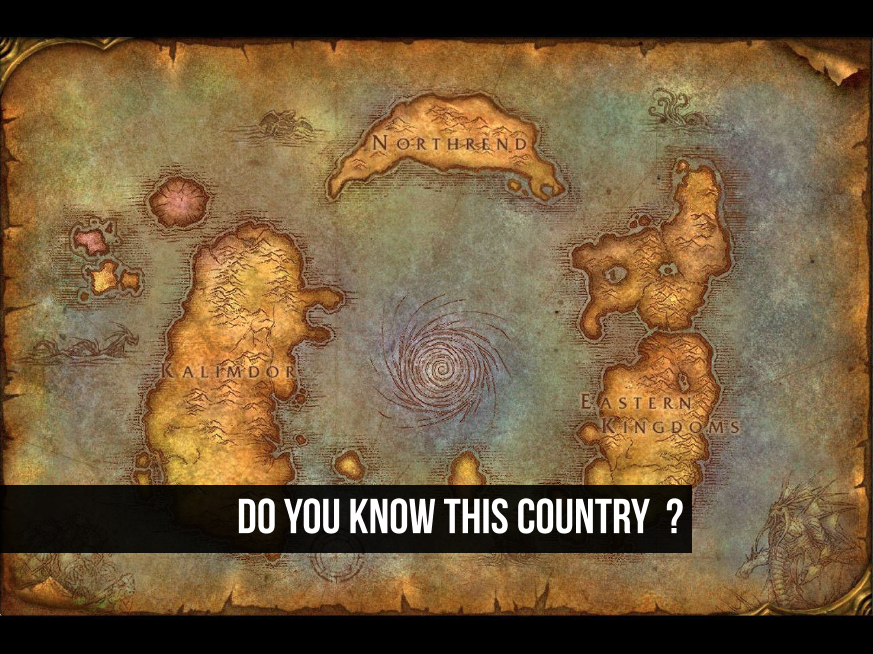 NORTHREND
KALIMDOR
EASTERN
KINGDOMS
DO YOU KNOW THIS COUNTRY ?